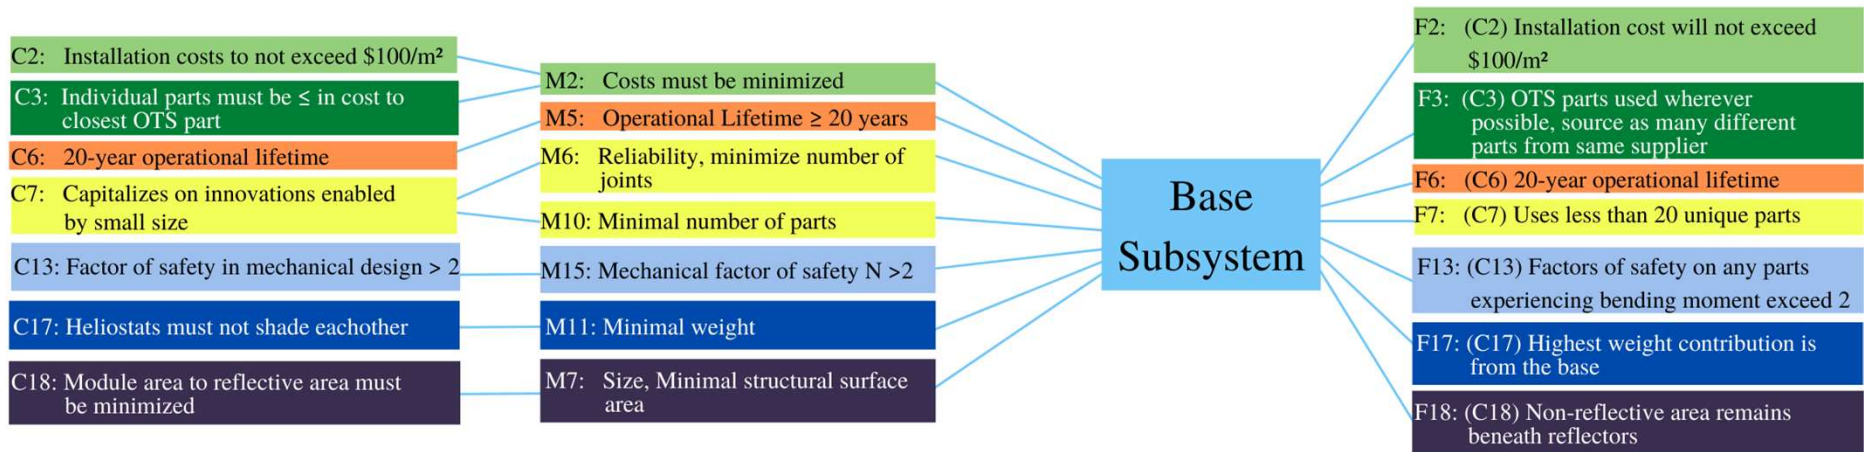 C2: Installation costs to not exceed $100/m²
C3: Individual parts must be ≤ in cost to
closest OTS part
C6: 20-year operational lifetime
C7: Capitalizes on innovations enabled
by small size
C13: Factor of safety in mechanical design > 2
C17: Heliostats must not shade eachother
C18: Module area to reflective area must
be minimized
M2: Costs must be minimized
M5: Operational Lifetime ≥ 20 years
M6: Reliability, minimize number of
joints
M10: Minimal number of parts
M15: Mechanical factor of safety N >2
M11: Minimal weight
M7: Size, Minimal structural surface
area
Base
Subsystem
F2: (C2) Installation cost will not exceed
$100/m²
F3: (C3) OTS parts used wherever
possible, source as many different
parts from same supplier
F6: (C6) 20-year operational lifetime
F7: (C7) Uses less than 20 unique parts
F13: (C13) Factors of safety on any parts
experiencing bending moment exceed 2
F17: (C17) Highest weight contribution is
from the base
F18: (C18) Non-reflective area remains
beneath reflectors